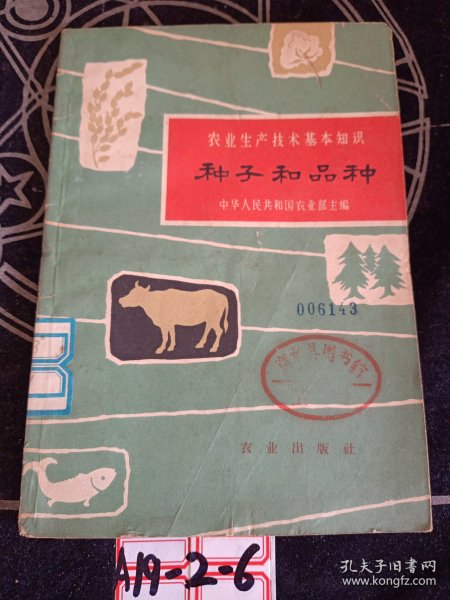 农业生产技术基本知识
种子和品种
中华人民共和国农业部主编
006143
农业出版社
A19-2-6
孔夫子旧书网
www.kongfz.com